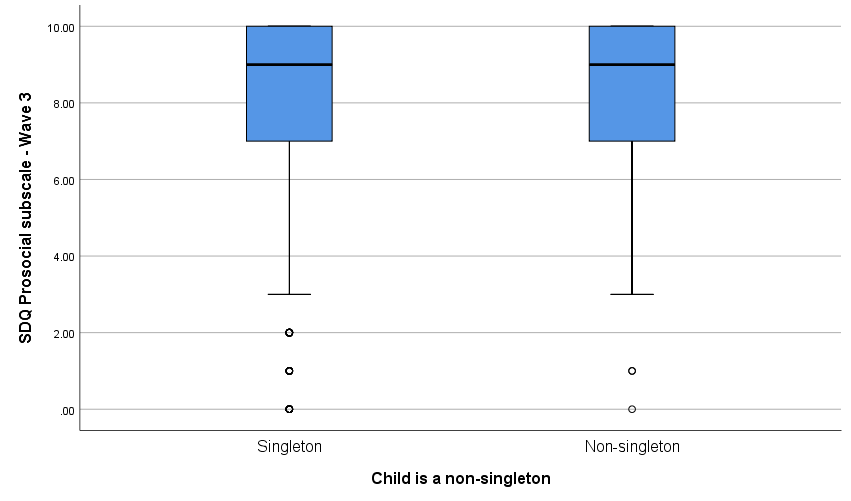 SDQ Prosocial subscale - Wave 3
10.00
8.00
6.00
4.00
2.00
.00
Singleton
Non-singleton
Child is a non-singleton